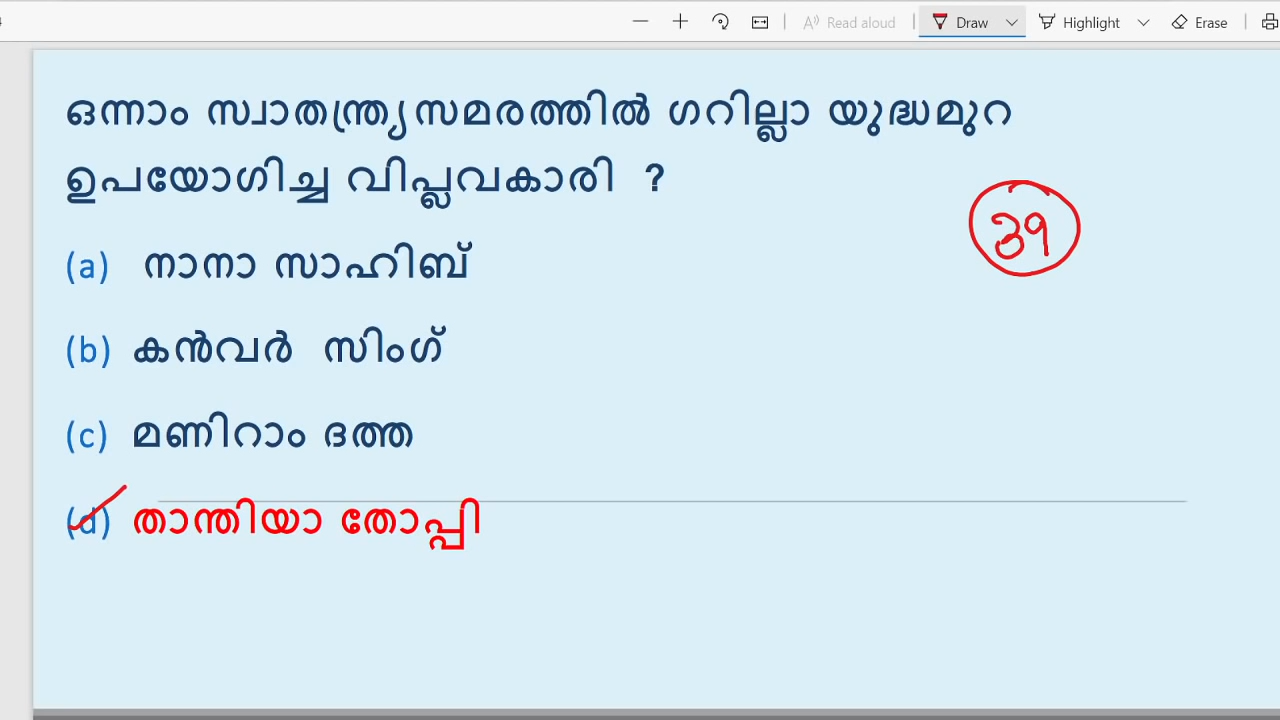 Read aloud Draw Highlight Erase
ഒന്നാം സ്വാതന്ത്ര്യസമരത്തിൽ ഗറില്ലാ യുദ്ധമുറ
ഉപയോഗിച്ച വിപ്ലവകാരി ?
39
(a) നാനാ സാഹിബ്
(b) കൻവർ സിംഗ്
(c) മണിറാം ദത്ത
(d) താന്തിയാ തോപ്പി